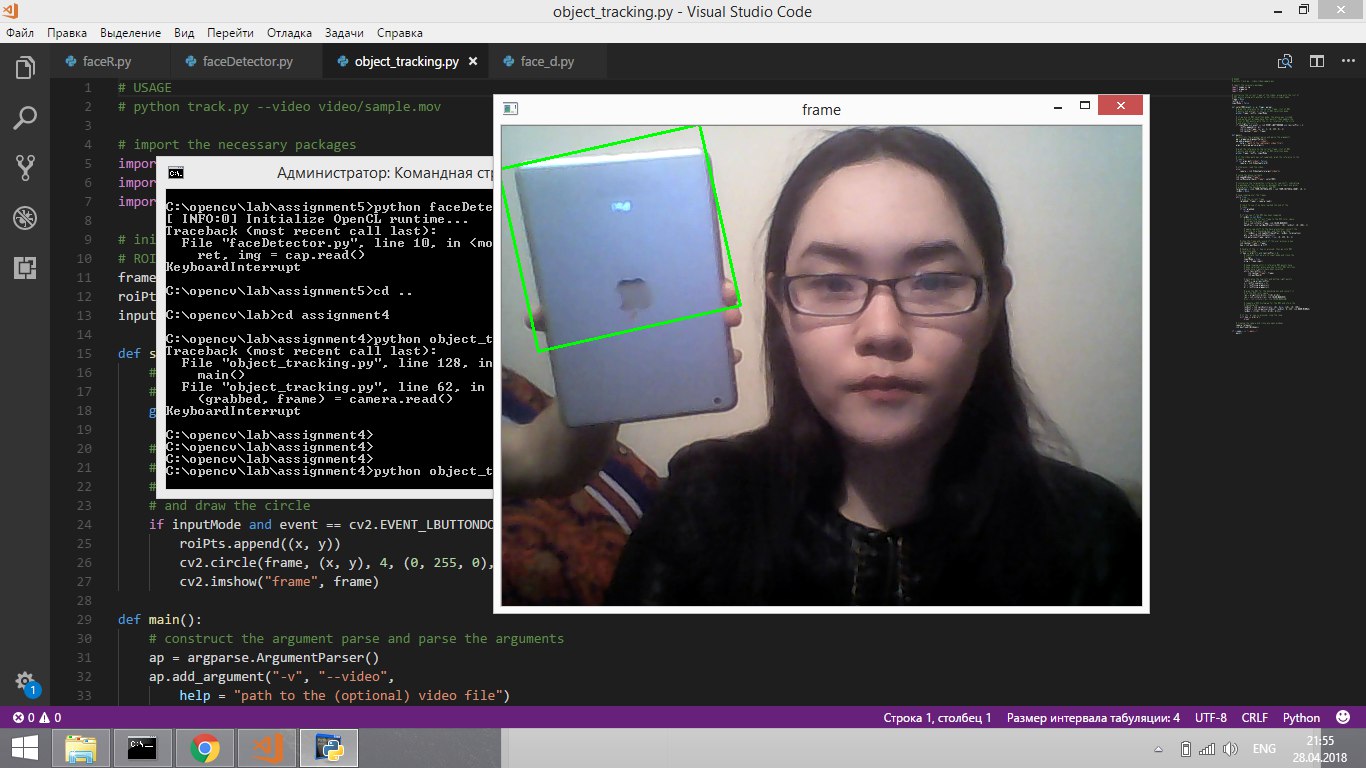 object_tracking.py - Visual Studio Code
Файл Правка Выделение Вид Перейти Отладка Задачи Справка
faceR.py faceDetector.py object_tracking.py face_d.py
1 # USAGE
2 # python track.py --video video/sample.mov
3
4 # import the necessary packages
5 impor
6 impor
7 impor
8
9 # ini
10 # ROI
11 frame
12 roiPt
13 input
14
15 def s
16 #
17 #
18 g
19
20 #
21 #
22 #
23 # and draw the circle
24 if inputMode and event == cv2.EVENT_LBUTTONDO
25 roiPts.append((x, y))
26 cv2.circle(frame, (x, y), 4, (0, 255, 0),
27 cv2.imshow("frame", frame)
28
29 def main():
30 # construct the argument parse and parse the arguments
31 ap = argparse.ArgumentParser()
32 ap.add_argument("-v", "--video",
33 help = "path to the (optional) video file")
Администратор: Командная стр
C:\opencv\lab\assignment5>python faceDete
[ INFO:0] Initialize OpenCL runtime...
Traceback (most recent call last):
File "faceDetector.py", line 10, in <mo
ret, img = cap.read()
KeyboardInterrupt
C:\opencv\lab\assignment5>cd ..
C:\opencv\lab>cd assignment4
C:\opencv\lab\assignment4>python object_t
Traceback (most recent call last):
File "object_tracking.py", line 128, in
main()
File "object_tracking.py", line 62, in
(grabbed, frame) = camera.read()
KeyboardInterrupt
C:\opencv\lab\assignment4>
C:\opencv\lab\assignment4>
C:\opencv\lab\assignment4>
C:\opencv\lab\assignment4>python object_t
frame
1
0 0 Строка 1, столбец 1 Размер интервала табуляции: 4 UTF-8 CRLF Python
C:\. ENG 21:55
28.04.2018